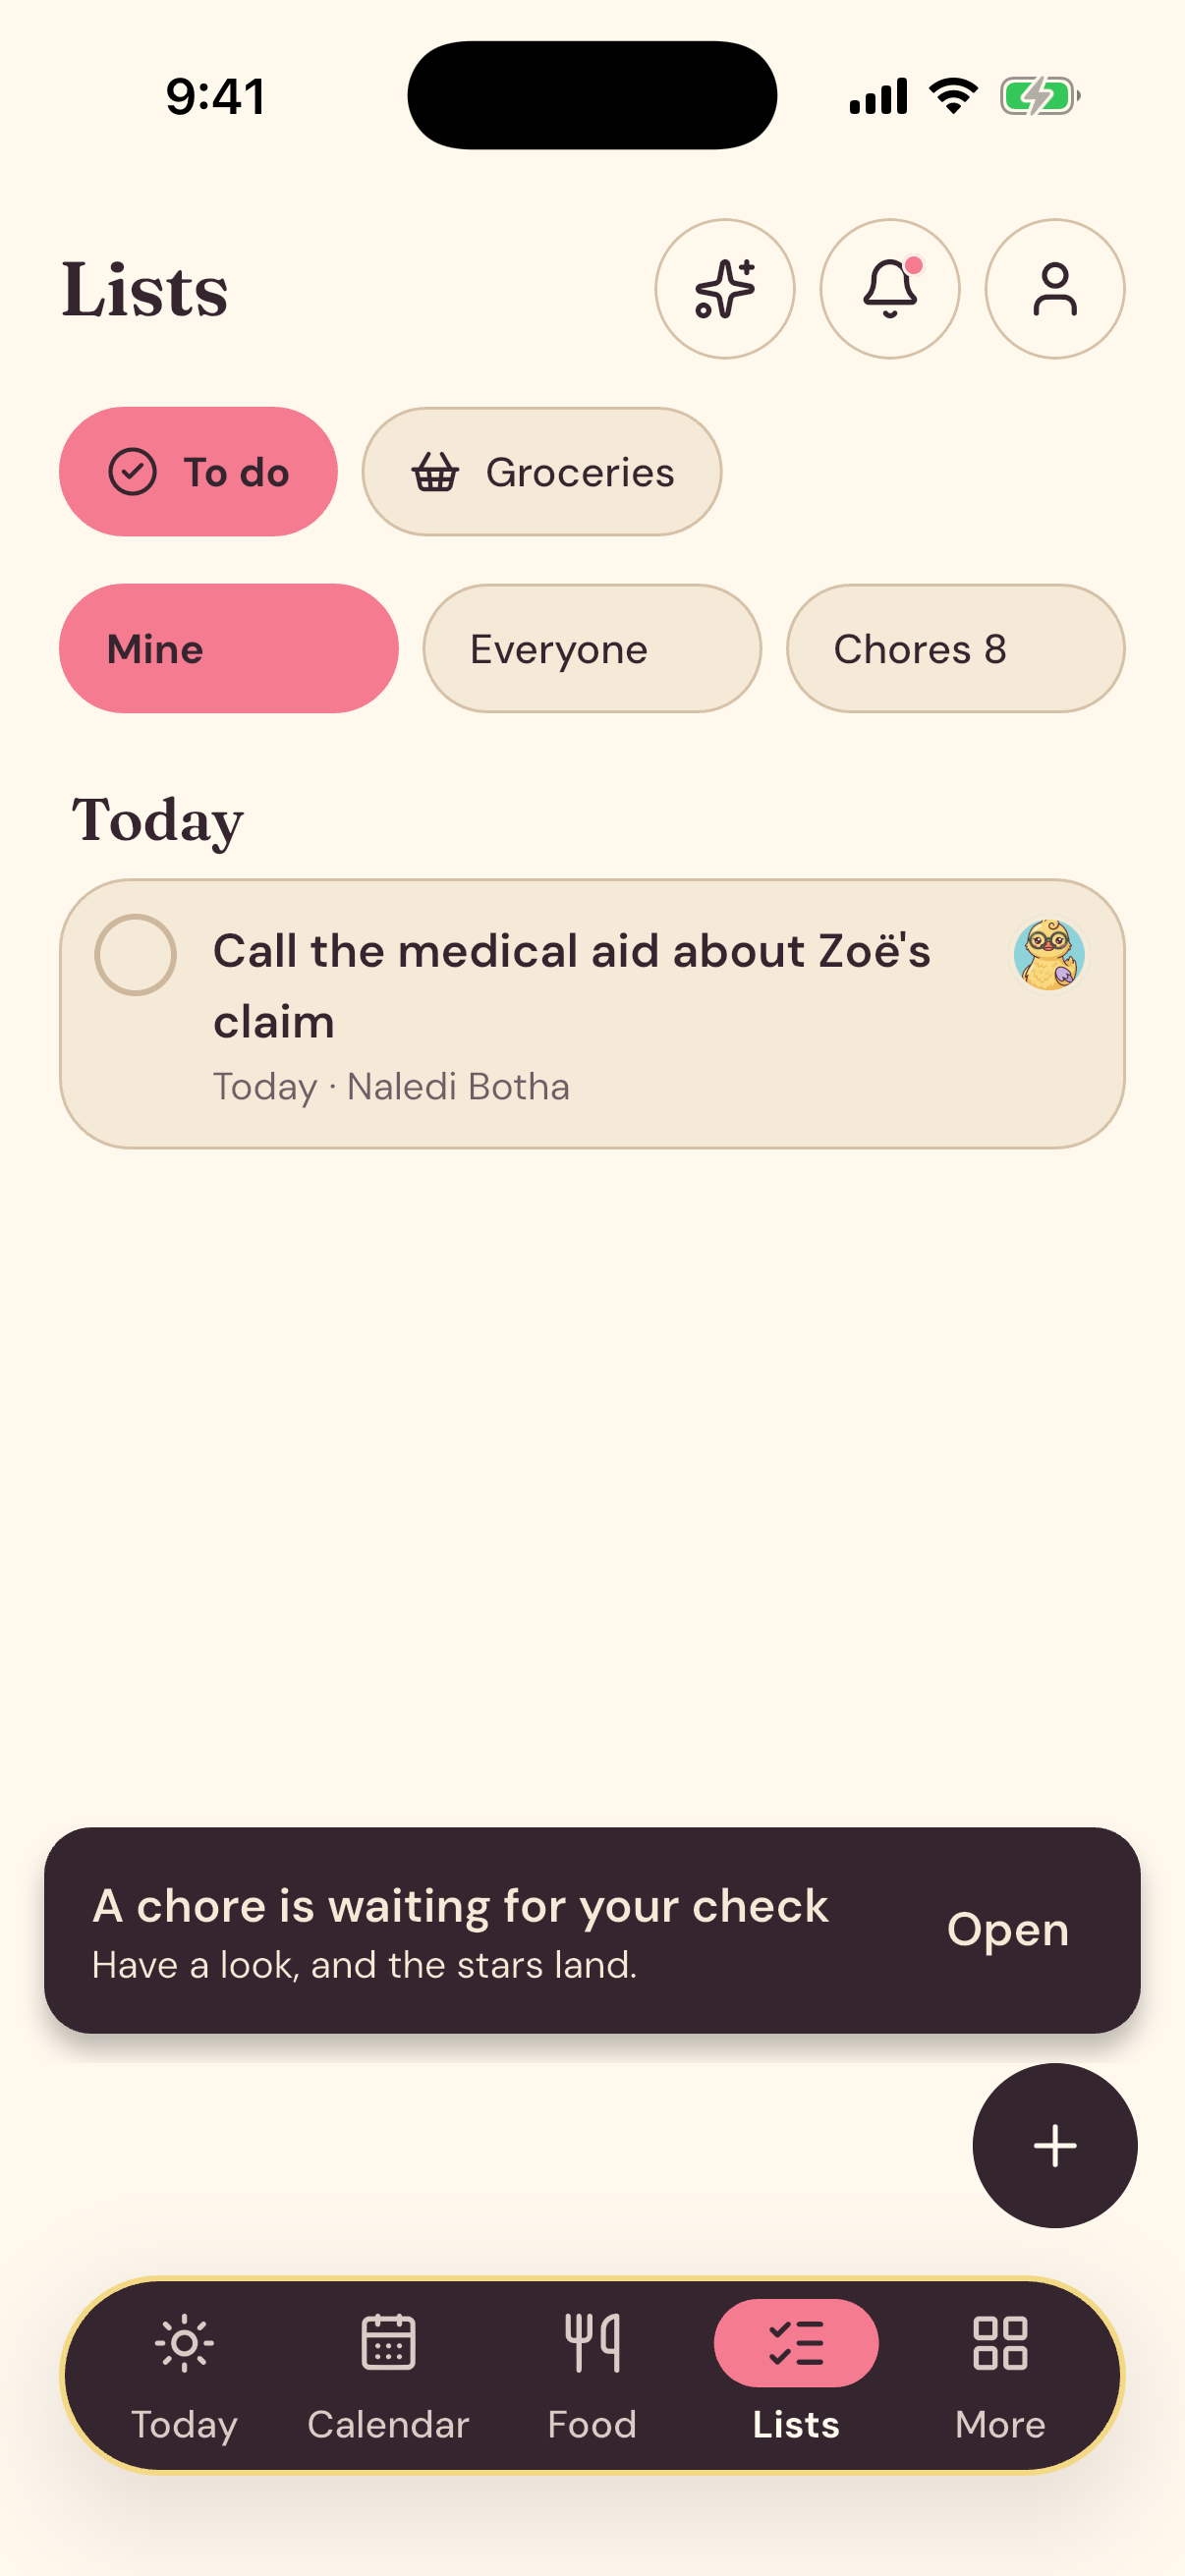 9:41
Lists
To do
Groceries
Mine
Everyone
Chores 8
Today
Call the medical aid about Zoë's
claim
Today · Naledi Botha
A chore is waiting for your check
Have a look, and the stars land.
Open
Today
Calendar
Food
Lists
More